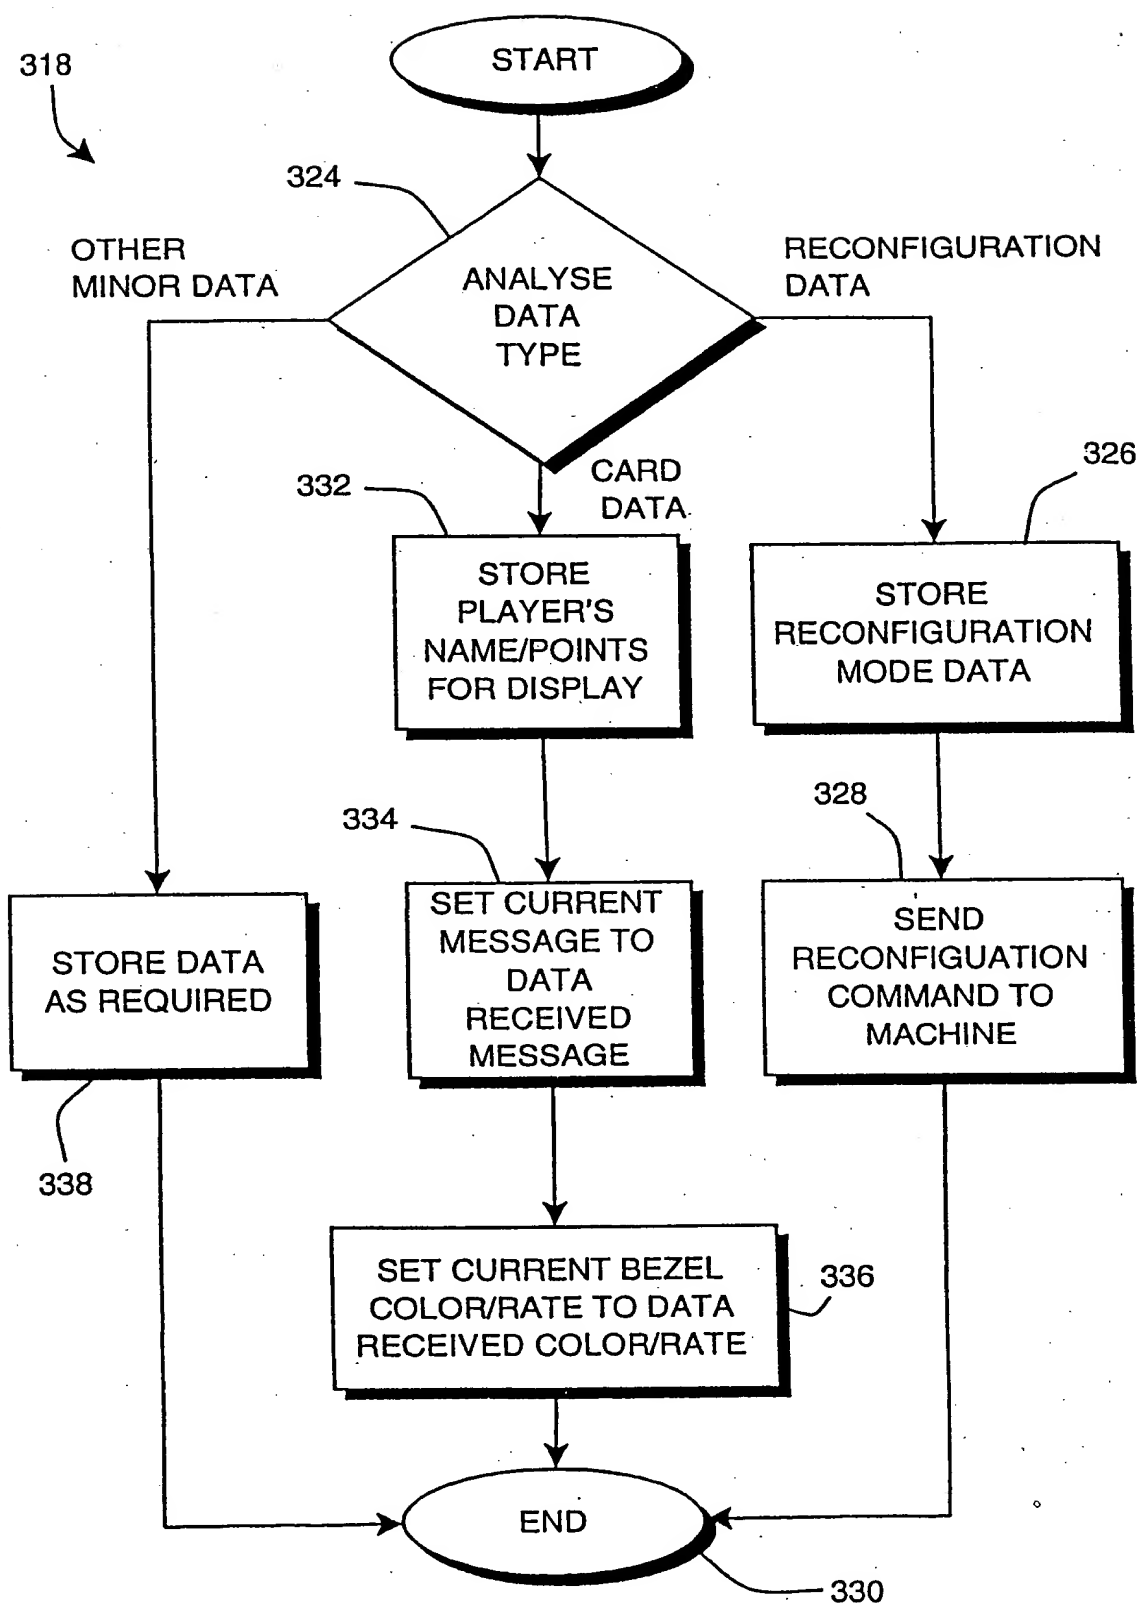 START
318
324
OTHER
MINOR DATA
ANALYSE
DATA
TYPE
RECONFIGURATION
DATA
332
CARD
DATA
326
STORE
PLAYER'S
NAME/POINTS
FOR DISPLAY
STORE
RECONFIGURATION
MODE DATA
334
328
STORE DATA
AS REQUIRED
SET CURRENT
MESSAGE TO
DATA
RECEIVED
MESSAGE
SEND
RECONFIGUATION
COMMAND TO
MACHINE
338
SET CURRENT BEZEL
COLOR/RATE TO DATA
RECEIVED COLOR/RATE
336
END
330